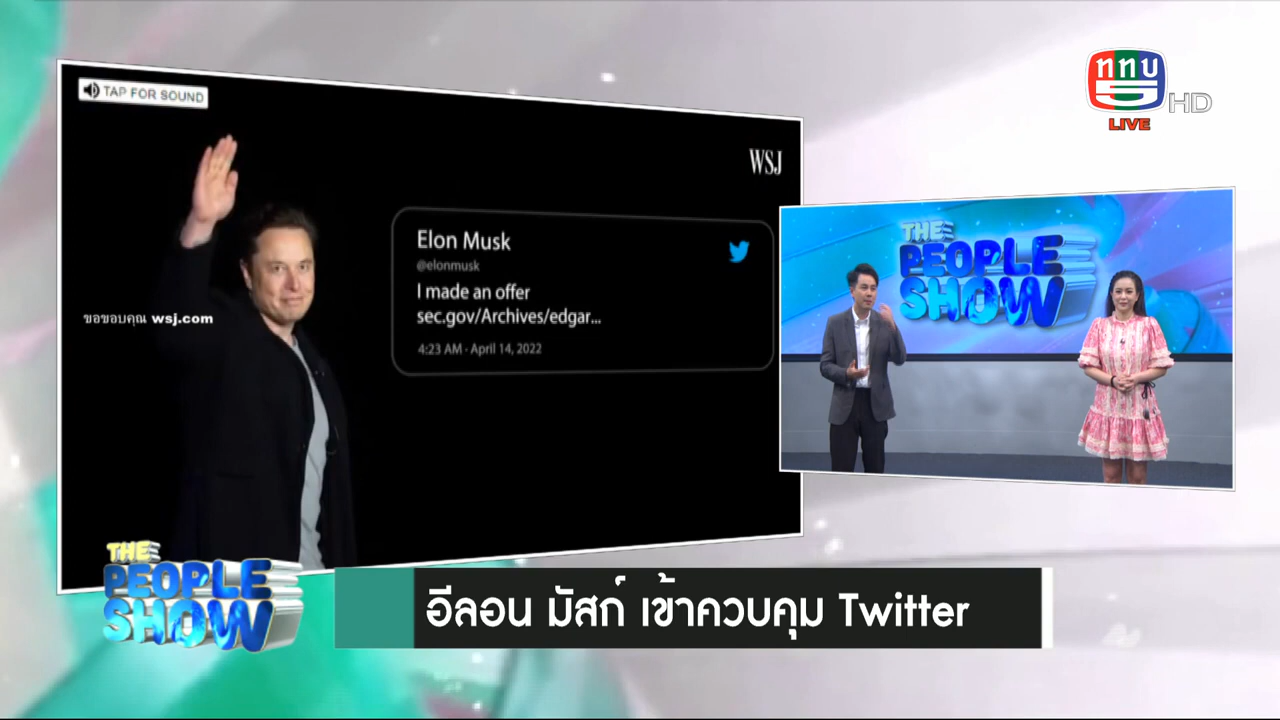 TAP FOR SOUND
WSJ
Elon Musk
@elonmusk
I made an offer
sec.gov/Archives/edgar...
4:23 AM - April 14, 2022
ขอขอบคุณ wsj.com
ททบ
5
HD
LIVE
THE
PEOPLE
SHOW
THE
PEOPLE
SHOW
อีลอน มัสก์ เข้าควบคุม Twitter